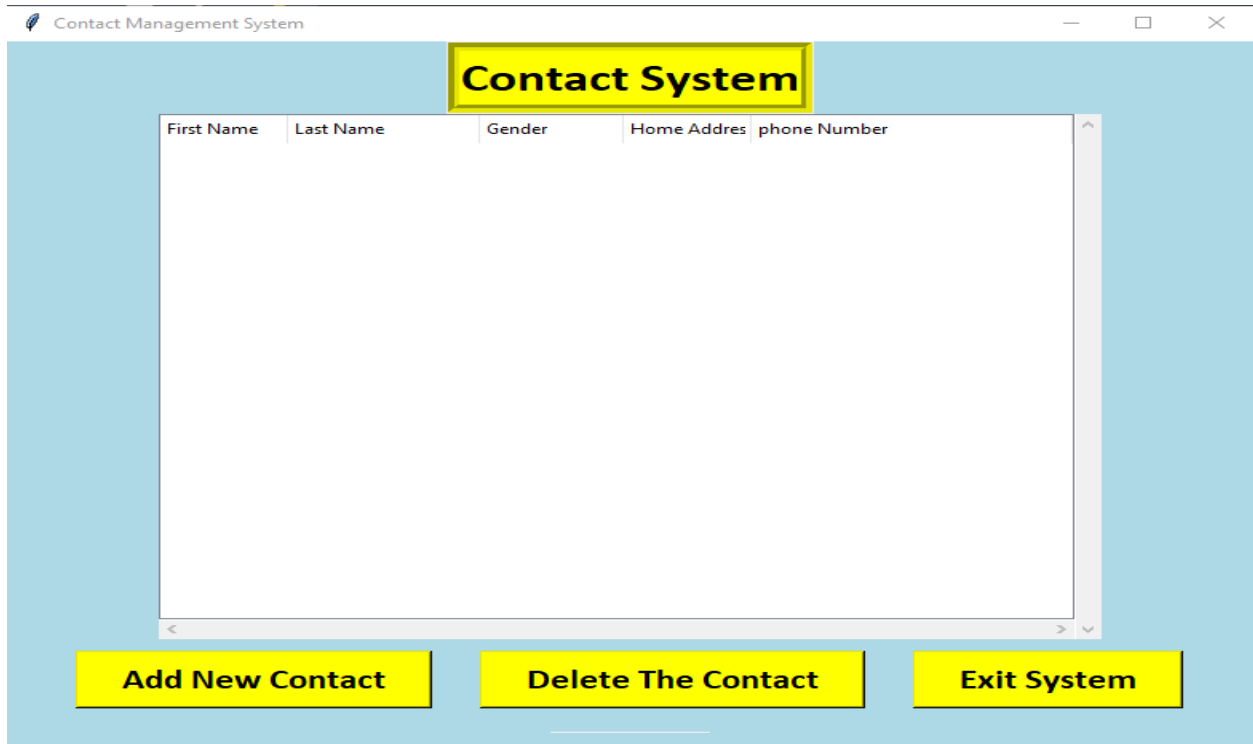 Contact Management System
Contact System
First Name Last Name Gender Home Addres phone Number
Add New Contact Delete The Contact Exit System